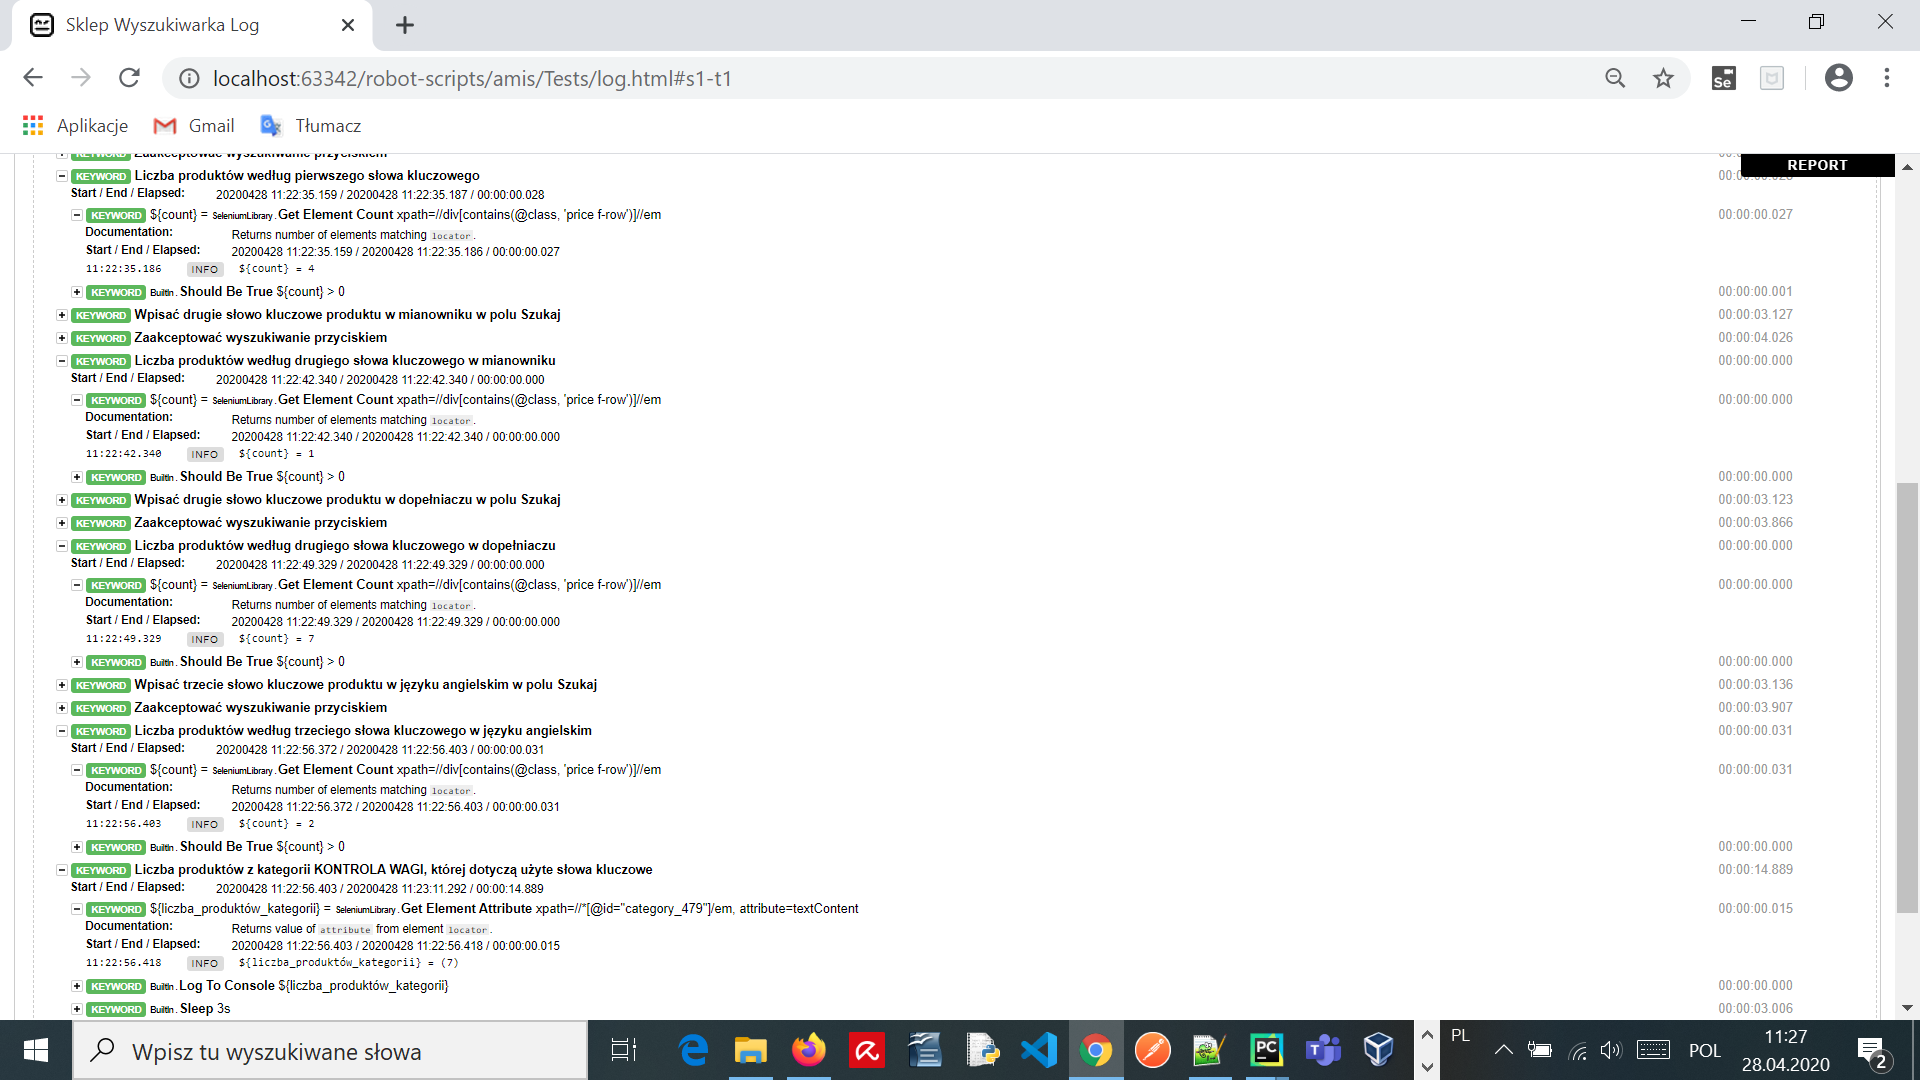 Sklep Wyszukiwarka Log
localhost:63342/robot-scripts/amis/Tests/log.html#s1-t1
Se
Aplikacje Gmail Tłumacz
KEYWORD Zaakceptować wyszukiwanie przyciskiem
REPORT
KEYWORD Liczba produktów według pierwszego słowa kluczowego 00:00:00.028
Start / End / Elapsed: 20200428 11:22:35.159 / 20200428 11:22:35.187 / 00:00:00.028
KEYWORD ${count} = SeleniumLibrary.Get Element Count xpath=//div[contains(@class, 'price f-row')]//em 00:00:00.027
Documentation: Returns number of elements matching locator.
Start / End / Elapsed: 20200428 11:22:35.159 / 20200428 11:22:35.186 / 00:00:00.027
11:22:35.186 INFO ${count} = 4
KEYWORD BuiltIn.Should Be True ${count} > 0 00:00:00.001
KEYWORD Wpisać drugie słowo kluczowe produktu w mianowniku w polu Szukaj 00:00:03.127
KEYWORD Zaakceptować wyszukiwanie przyciskiem 00:00:04.026
KEYWORD Liczba produktów według drugiego słowa kluczowego w mianowniku 00:00:00.000
Start / End / Elapsed: 20200428 11:22:42.340 / 20200428 11:22:42.340 / 00:00:00.000
KEYWORD ${count} = SeleniumLibrary.Get Element Count xpath=//div[contains(@class, 'price f-row')]//em 00:00:00.000
Documentation: Returns number of elements matching locator.
Start / End / Elapsed: 20200428 11:22:42.340 / 20200428 11:22:42.340 / 00:00:00.000
11:22:42.340 INFO ${count} = 1
KEYWORD BuiltIn.Should Be True ${count} > 0 00:00:00.000
KEYWORD Wpisać drugie słowo kluczowe produktu w dopełniaczu w polu Szukaj 00:00:03.123
KEYWORD Zaakceptować wyszukiwanie przyciskiem 00:00:03.866
KEYWORD Liczba produktów według drugiego słowa kluczowego w dopełniaczu 00:00:00.000
Start / End / Elapsed: 20200428 11:22:49.329 / 20200428 11:22:49.329 / 00:00:00.000
KEYWORD ${count} = SeleniumLibrary.Get Element Count xpath=//div[contains(@class, 'price f-row')]//em 00:00:00.000
Documentation: Returns number of elements matching locator.
Start / End / Elapsed: 20200428 11:22:49.329 / 20200428 11:22:49.329 / 00:00:00.000
11:22:49.329 INFO ${count} = 7
KEYWORD BuiltIn.Should Be True ${count} > 0 00:00:00.000
KEYWORD Wpisać trzecie słowo kluczowe produktu w języku angielskim w polu Szukaj 00:00:03.136
KEYWORD Zaakceptować wyszukiwanie przyciskiem 00:00:03.907
KEYWORD Liczba produktów według trzeciego słowa kluczowego w języku angielskim 00:00:00.031
Start / End / Elapsed: 20200428 11:22:56.372 / 20200428 11:22:56.403 / 00:00:00.031
KEYWORD ${count} = SeleniumLibrary.Get Element Count xpath=//div[contains(@class, 'price f-row')]//em 00:00:00.031
Documentation: Returns number of elements matching locator.
Start / End / Elapsed: 20200428 11:22:56.372 / 20200428 11:22:56.403 / 00:00:00.031
11:22:56.403 INFO ${count} = 2
KEYWORD BuiltIn.Should Be True ${count} > 0 00:00:00.000
KEYWORD Liczba produktów z kategorii KONTROLA WAGI, której dotyczą użyte słowa kluczowe 00:00:14.889
Start / End / Elapsed: 20200428 11:22:56.403 / 20200428 11:23:11.292 / 00:00:14.889
KEYWORD ${liczba_produktów_kategorii} = SeleniumLibrary.Get Element Attribute xpath=//*[@id="category_479"]/em, attribute=textContent 00:00:00.015
Documentation: Returns value of attribute from element locator.
Start / End / Elapsed: 20200428 11:22:56.403 / 20200428 11:22:56.418 / 00:00:00.015
11:22:56.418 INFO ${liczba_produktów_kategorii} = (7)
KEYWORD BuiltIn.Log To Console ${liczba_produktów_kategorii} 00:00:00.000
KEYWORD BuiltIn.Sleep 3s 00:00:03.006
Wpisz tu wyszukiwane słowa
PC
T
PL
POL
11:27
28.04.2020
2